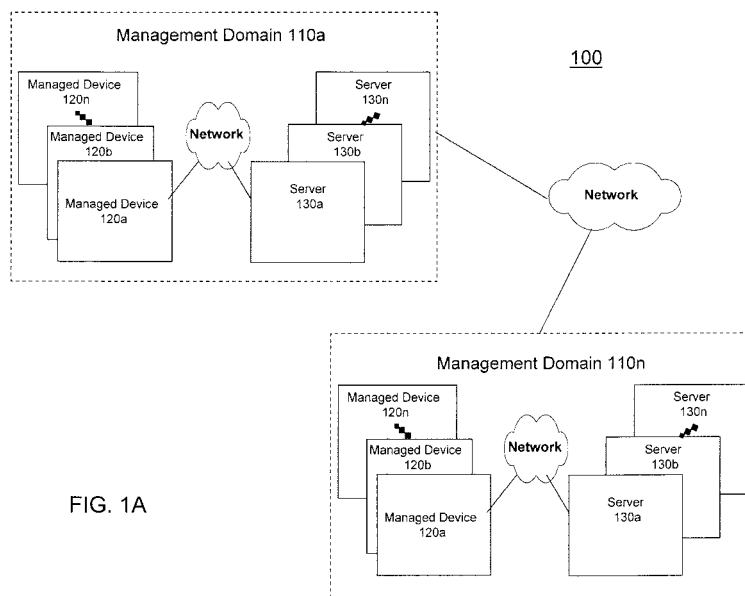 Management Domain 110a
100
Managed Device
120n
Managed Device
120b
Managed Device
120a
Network
Server
130n
Server
130b
Server
130a
Network
Management Domain 110n
Managed Device
120n
Managed Device
120b
Managed Device
120a
Network
Server
130n
Server
130b
Server
130a
FIG. 1A